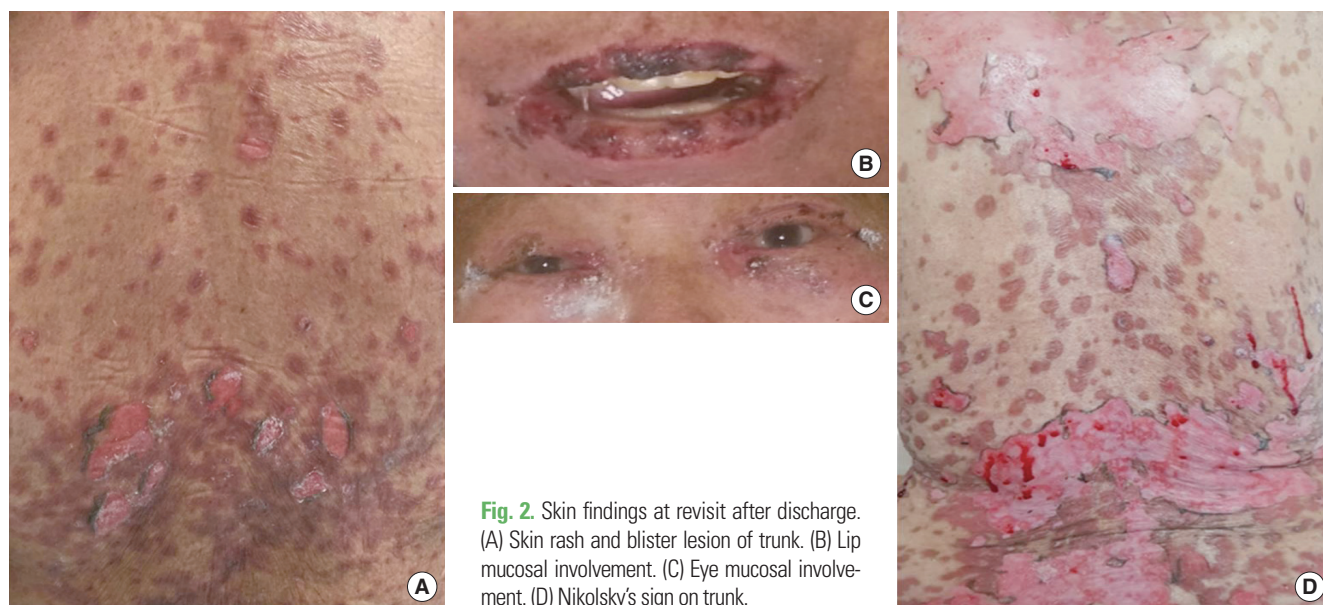 A
B
C
Fig. 2. Skin findings at revisit after discharge.
(A) Skin rash and blister lesion of trunk. (B) Lip
mucosal involvement. (C) Eye mucosal involve-
ment. (D) Nikolsky's sign on trunk.
D